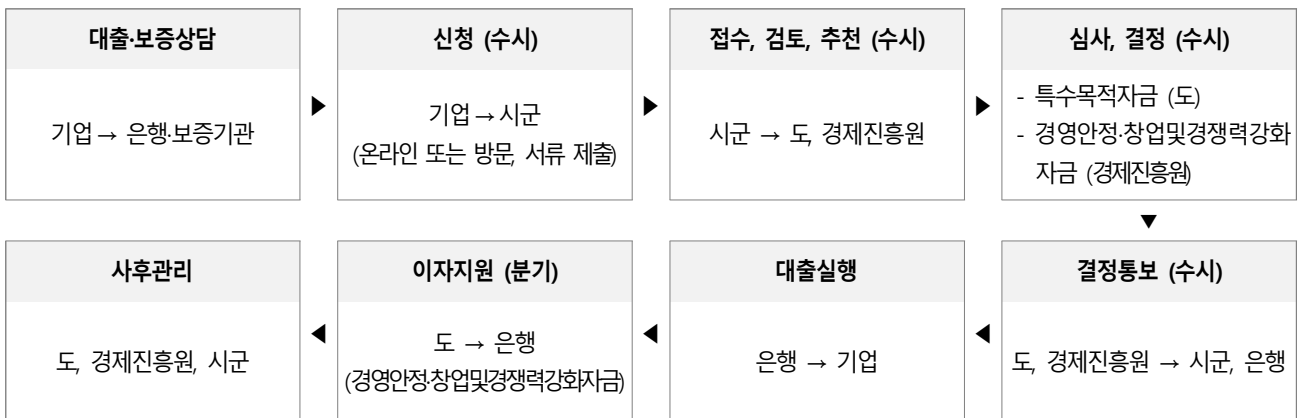 대출·보증상담
기업 → 은행·보증기관
▶
신청 (수시)
기업 → 시군
(온라인 또는 방문, 서류 제출)
▶
접수, 검토, 추천 (수시)
시군 → 도, 경제진흥원
▶
심사, 결정 (수시)
- 특수목적자금 (도)
- 경영안정·창업및경쟁력강화
자금 (경제진흥원)
▼
결정통보 (수시)
도, 경제진흥원 → 시군, 은행
◀
대출실행
은행 → 기업
◀
이자지원 (분기)
도 → 은행
(경영안정·창업및경쟁력강화자금)
◀
사후관리
도, 경제진흥원, 시군